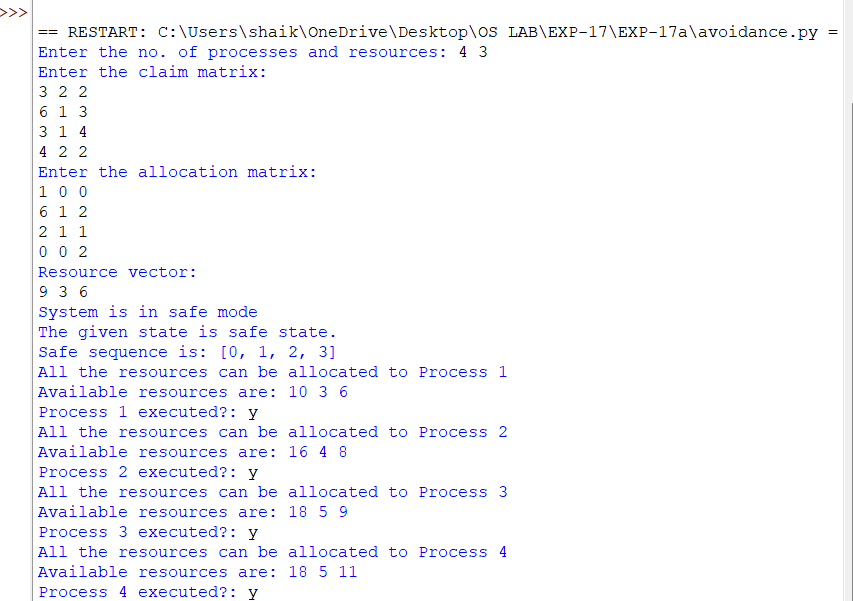 >>>
== RESTART: C:\Users\shaik\OneDrive\Desktop\OS LAB\EXP-17\EXP-17a\avoidance.py =
Enter the no. of processes and resources: 4 3
Enter the claim matrix:
3 2 2
6 1 3
3 1 4
4 2 2
Enter the allocation matrix:
1 0 0
6 1 2
2 1 1
0 0 2
Resource vector:
9 3 6
System is in safe mode
The given state is safe state.
Safe sequence is: [0, 1, 2, 3]
All the resources can be allocated to Process 1
Available resources are: 10 3 6
Process 1 executed?: y
All the resources can be allocated to Process 2
Available resources are: 16 4 8
Process 2 executed?: y
All the resources can be allocated to Process 3
Available resources are: 18 5 9
Process 3 executed?: y
All the resources can be allocated to Process 4
Available resources are: 18 5 11
Process 4 executed?: y